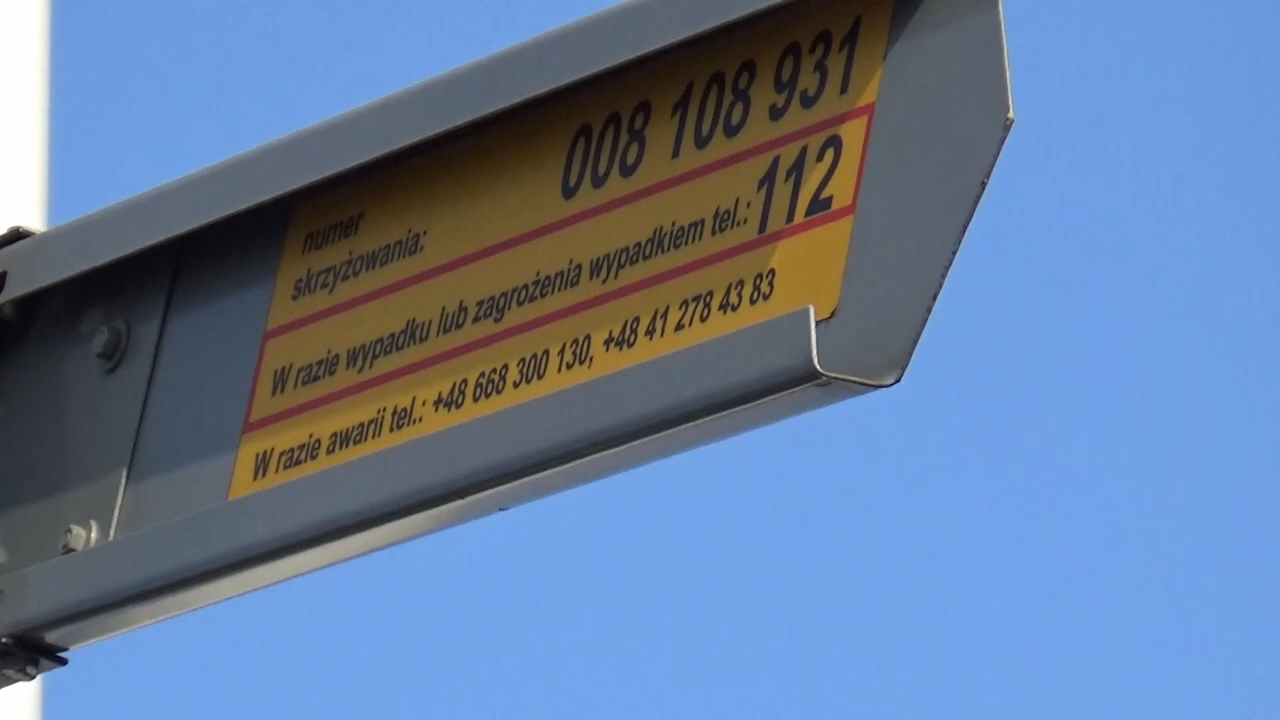 numer
skrzyżowania:
008 108 931
W razie wypadku lub zagrożenia wypadkiem tel.: 112
W razie awarii tel.: +48 668 300 130, +48 41 278 43 83